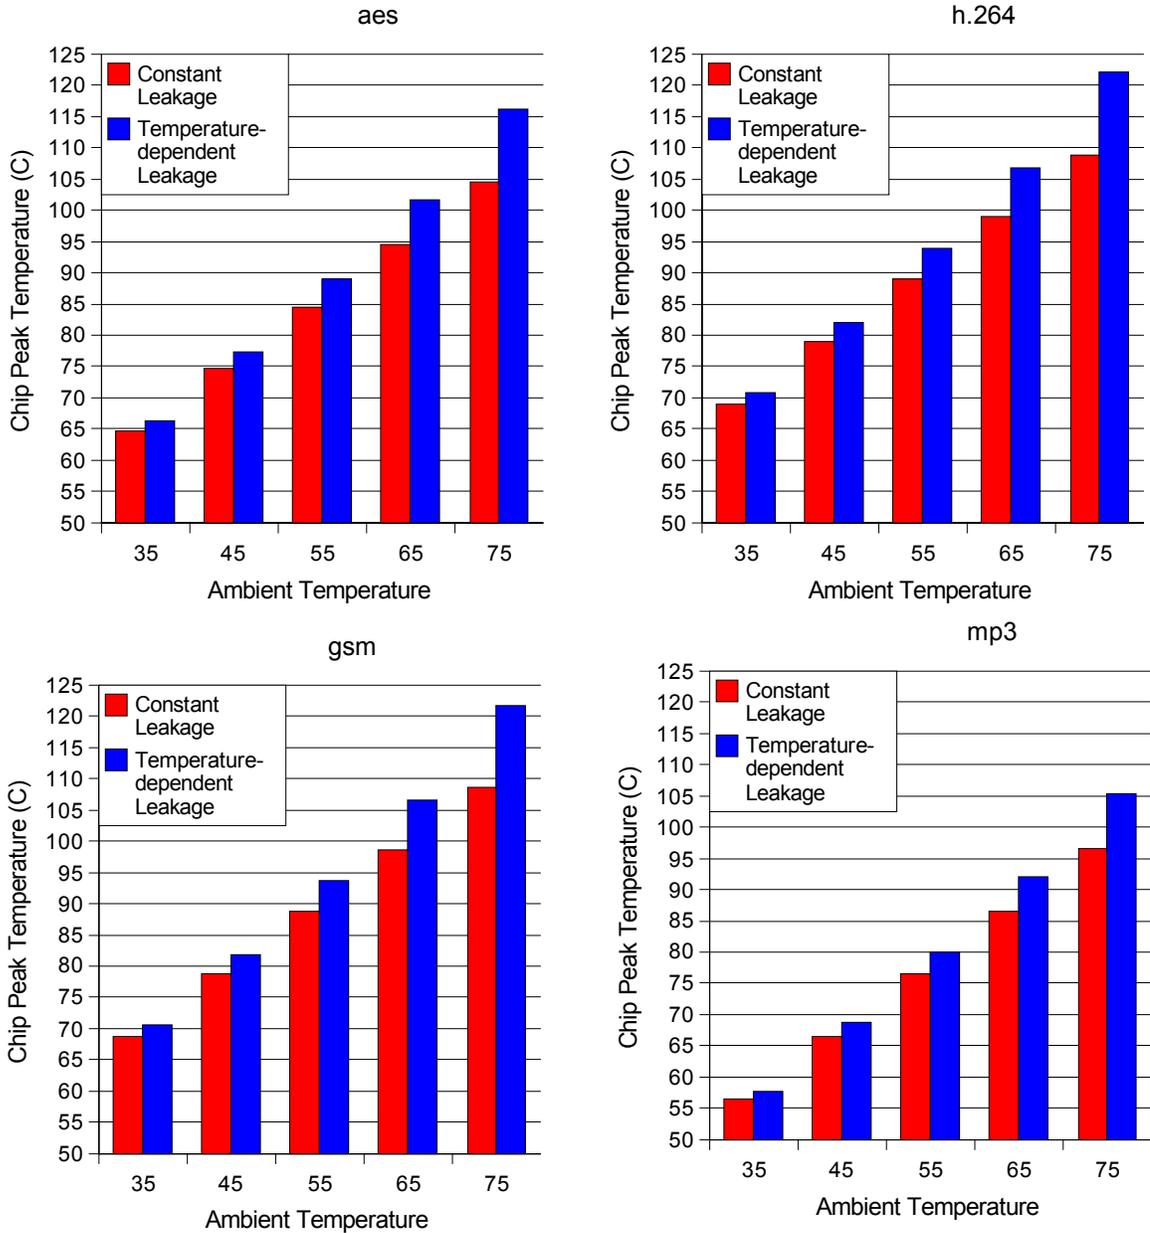 aes
125
120
115
110
105
100
95
90
85
80
75
70
65
60
55
50
Chip Peak Temperature (C)
Constant
Leakage
Temperature-
dependent
Leakage
35 45 55 65 75
Ambient Temperature
h.264
125
120
115
110
105
100
95
90
85
80
75
70
65
60
55
50
Chip Peak Temperature (C)
Constant
Leakage
Temperature-
dependent
Leakage
35 45 55 65 75
Ambient Temperature
gsm
125
120
115
110
105
100
95
90
85
80
75
70
65
60
55
50
Chip Peak Temperature (C)
Constant
Leakage
Temperature-
dependent
Leakage
35 45 55 65 75
Ambient Temperature
mp3
125
120
115
110
105
100
95
90
85
80
75
70
65
60
55
50
Chip Peak Temperature (C)
Constant
Leakage
Temperature-
dependent
Leakage
35 45 55 65 75
Ambient Temperature